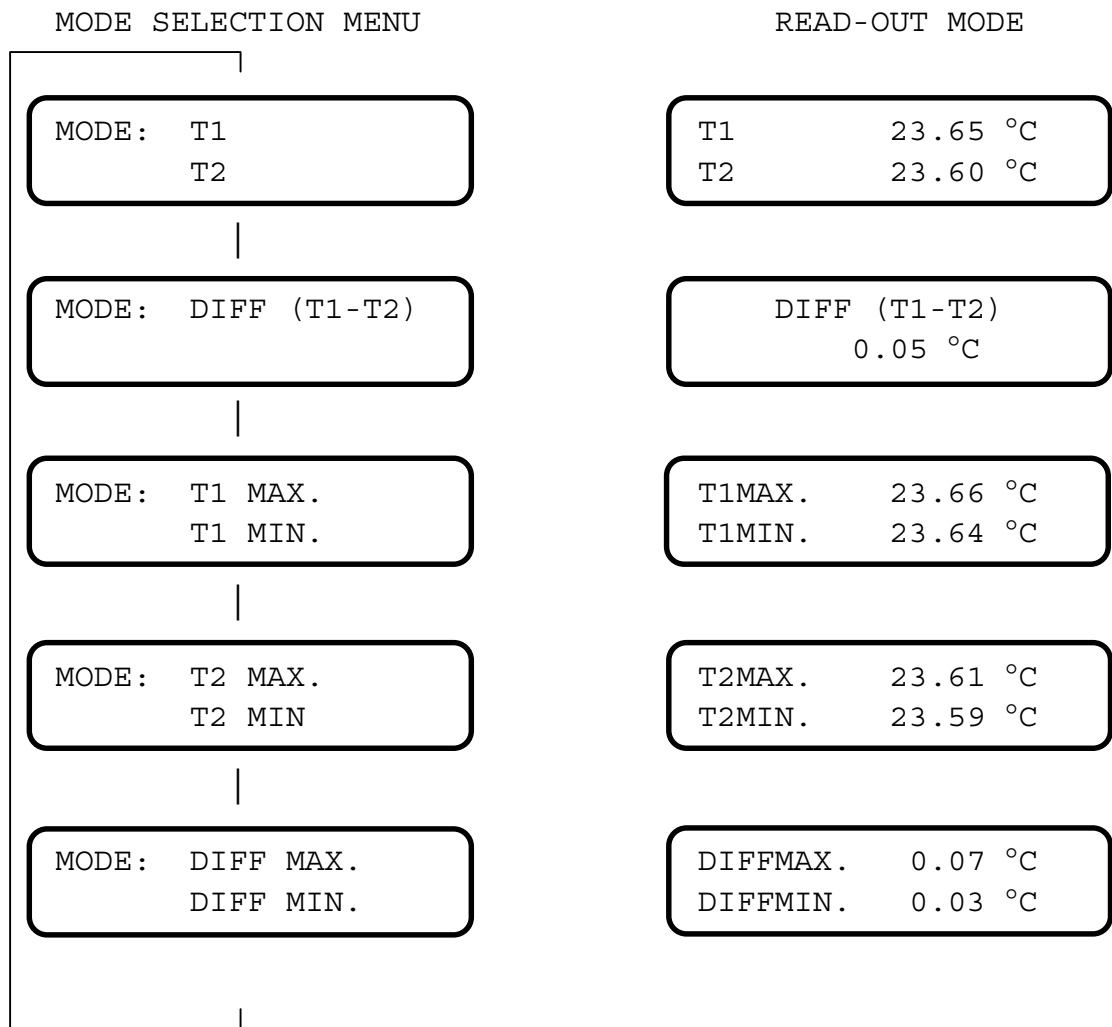 MODE SELECTION MENU
READ-OUT MODE
MODE: T1
T2
T1 23.65 °C
T2 23.60 °C
MODE: DIFF (T1-T2)
DIFF (T1-T2)
0.05 °C
MODE: T1 MAX.
T1 MIN.
T1MAX. 23.66 °C
T1MIN. 23.64 °C
MODE: T2 MAX.
T2 MIN
T2MAX. 23.61 °C
T2MIN. 23.59 °C
MODE: DIFF MAX.
DIFF MIN.
DIFFMAX. 0.07 °C
DIFFMIN. 0.03 °C